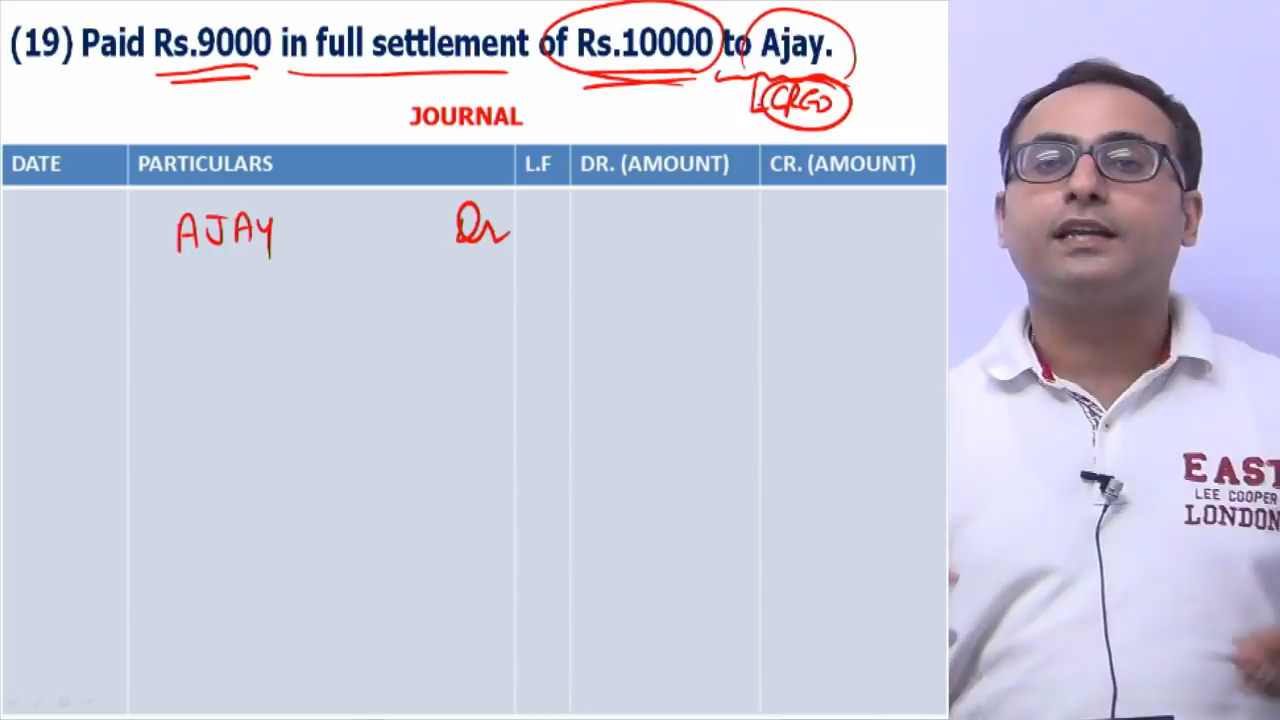 (19) Paid Rs.9000 in full settlement of Rs.10000 to Ajay.
CRED
JOURNAL
DATE PARTICULARS L.F DR. (AMOUNT) CR. (AMOUNT)
AJAY Dr
EAST
LEE COOPER
LONDON